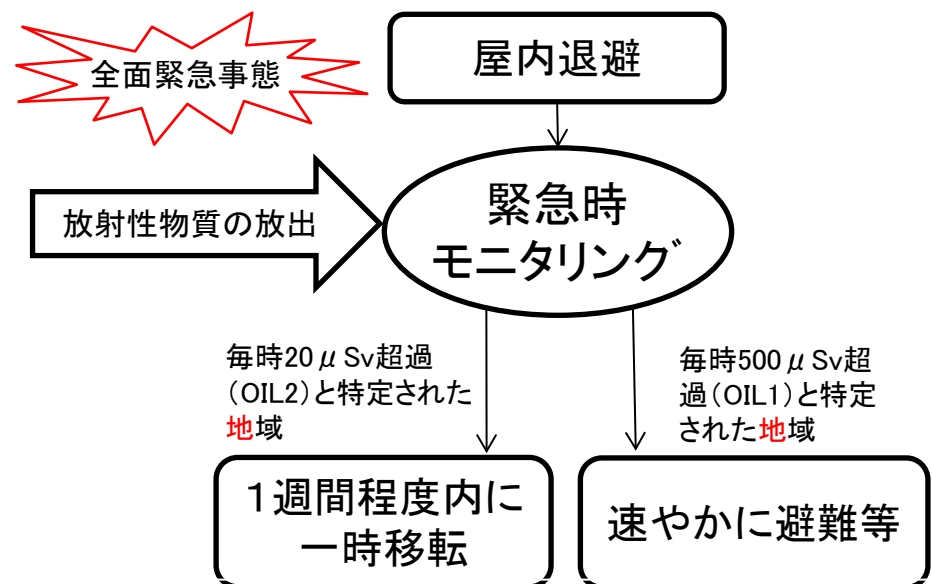 全面緊急事態
屋内退避
放射性物質の放出
緊急時
モニタリング
毎時20μSv超過
(OIL2)と特定された
地域
毎時500μSv超
過(OIL1)と特定
された地域
1週間程度内に
一時移転
速やかに避難等